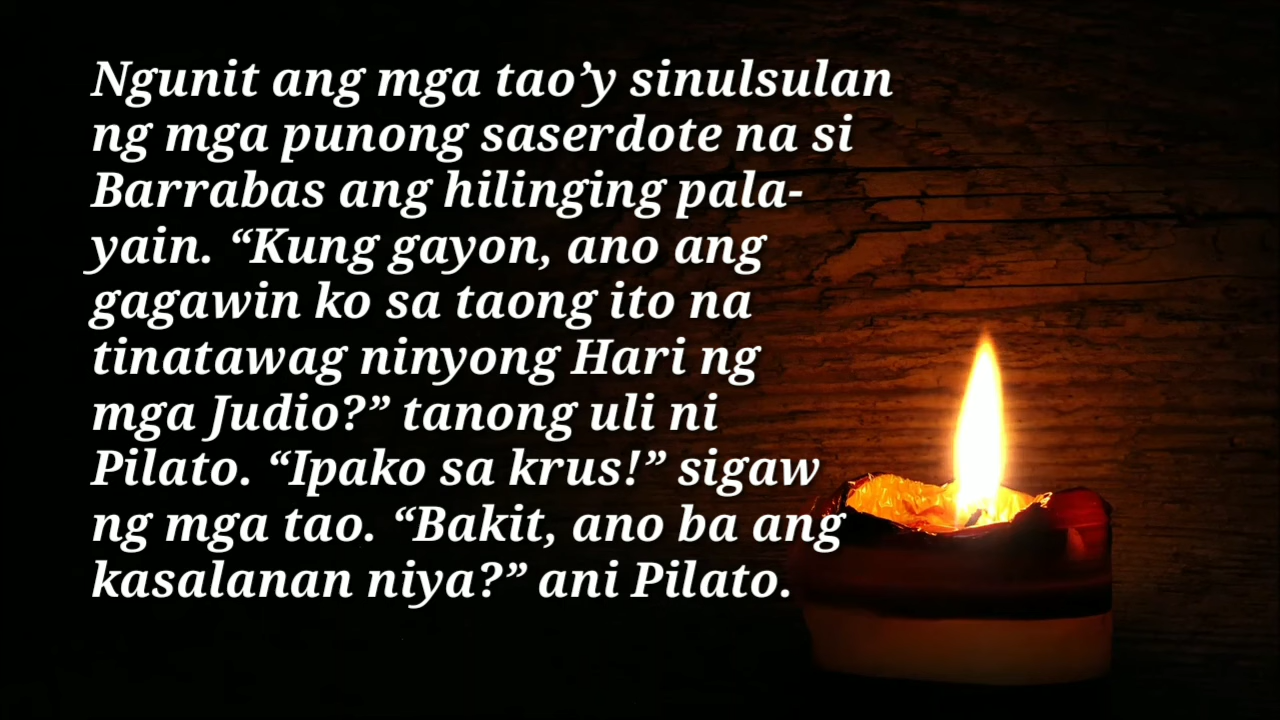 Ngunit ang mga tao’y sinulsulan
ng mga punong saserdote na si
Barrabas ang hilinging pala-
yain. “Kung gayon, ano ang
gagawin ko sa taong ito na
tinatawag ninyong Hari ng
mga Judio?” tanong uli ni
Pilato. “Ipako sa krus!” sigaw
ng mga tao. “Bakit, ano ba ang
kasalanan niya?” ani Pilato.